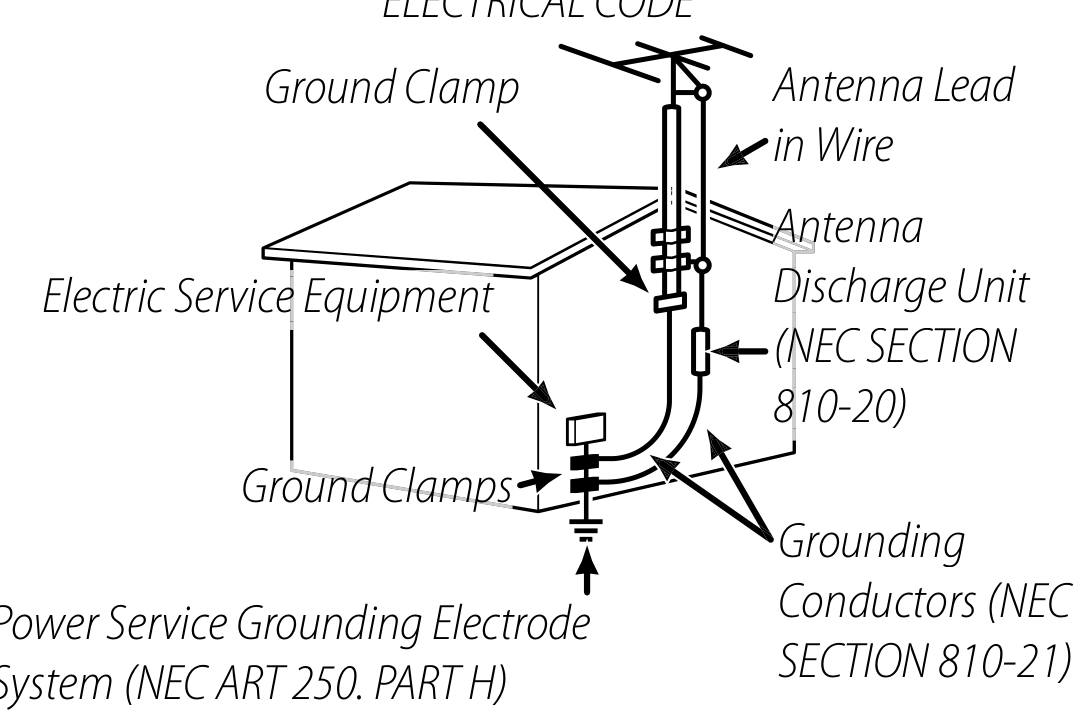 ELECTRICAL CODE
Ground Clamp
Antenna Lead
in Wire
Antenna
Discharge Unit
(NEC SECTION
810-20)
Electric Service Equipment
Ground Clamps
Grounding
Conductors (NEC
SECTION 810-21)
Power Service Grounding Electrode
System (NEC ART 250. PART H)